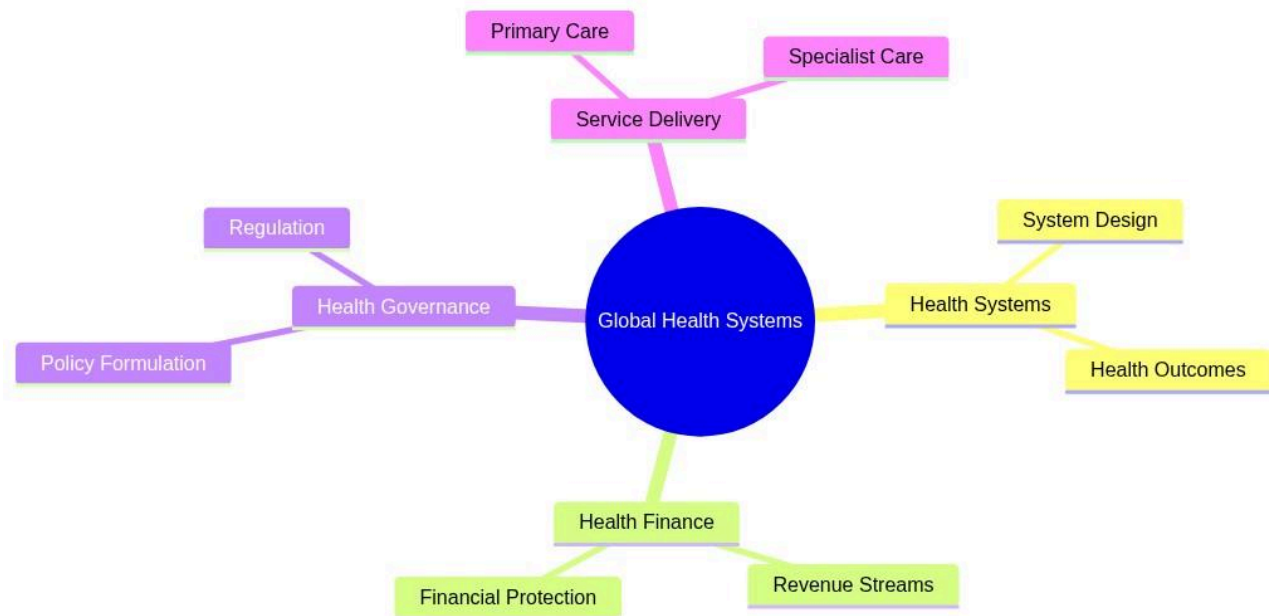 Primary Care
Specialist Care
Service Delivery
Regulation
System Design
Health Governance
Health Systems
Global Health Systems
Policy Formulation
Health Outcomes
Health Finance
Financial Protection
Revenue Streams